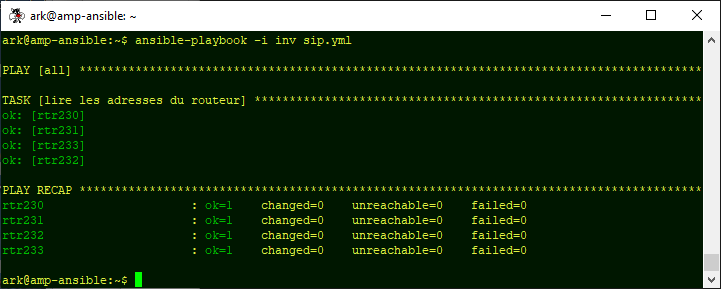 ark@amp-ansible: ~
ark@amp-ansible:~$ ansible-playbook -i inv sip.yml
PLAY [all] *****************************************************************************************
TASK [lire les adresses du routeur] ****************************************************************
ok: [rtr230]
ok: [rtr231]
ok: [rtr233]
ok: [rtr232]
PLAY RECAP *****************************************************************************************
rtr230                     : ok=1    changed=0    unreachable=0    failed=0
rtr231                     : ok=1    changed=0    unreachable=0    failed=0
rtr232                     : ok=1    changed=0    unreachable=0    failed=0
rtr233                     : ok=1    changed=0    unreachable=0    failed=0
ark@amp-ansible:~$